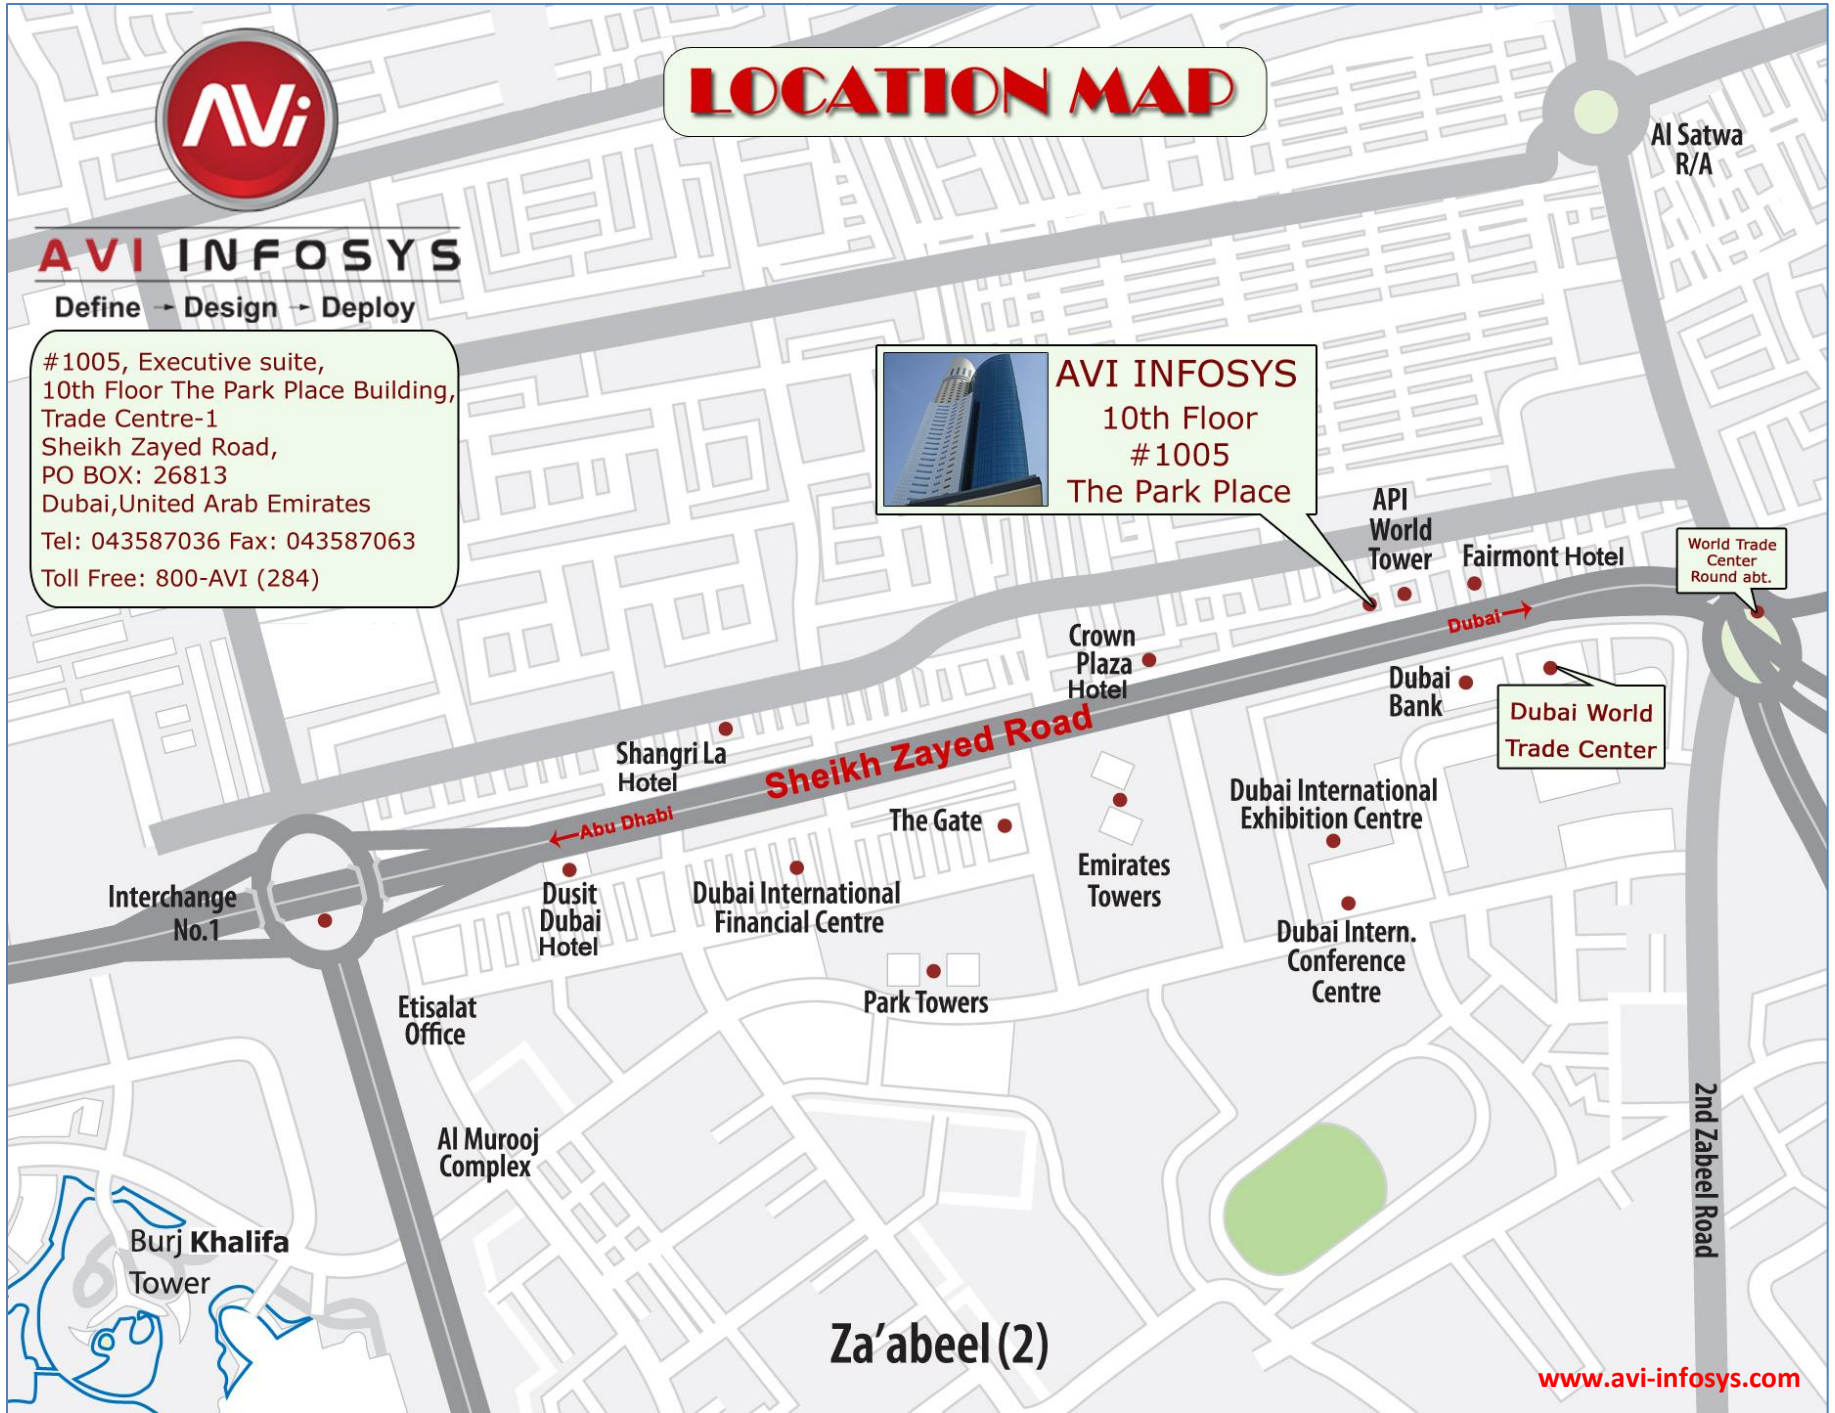 LOCATION MAP
AVi
AVI INFOSYS
Define → Design → Deploy
#1005, Executive suite,
10th Floor The Park Place Building,
Trade Centre-1
Sheikh Zayed Road,
PO BOX: 26813
Dubai,United Arab Emirates
Tel: 043587036 Fax: 043587063
Toll Free: 800-AVI (284)
Al Satwa
R/A
AVI INFOSYS
10th Floor
#1005
The Park Place
API
World
Tower
Fairmont Hotel
World Trade
Center
Round abt.
Dubai→
Crown
Plaza
Hotel
Dubai
Bank
Dubai World
Trade Center
Shangri La
Hotel
Sheikh Zayed Road
←Abu Dhabi
The Gate
Dubai International
Exhibition Centre
Emirates
Towers
Interchange
No.1
Dusit
Dubai
Hotel
Dubai International
Financial Centre
Dubai Intern.
Conference
Centre
Etisalat
Office
Park Towers
Al Murooj
Complex
2nd Zabeel Road
Burj Khalifa
Tower
Za’abeel (2)
www.avi-infosys.com